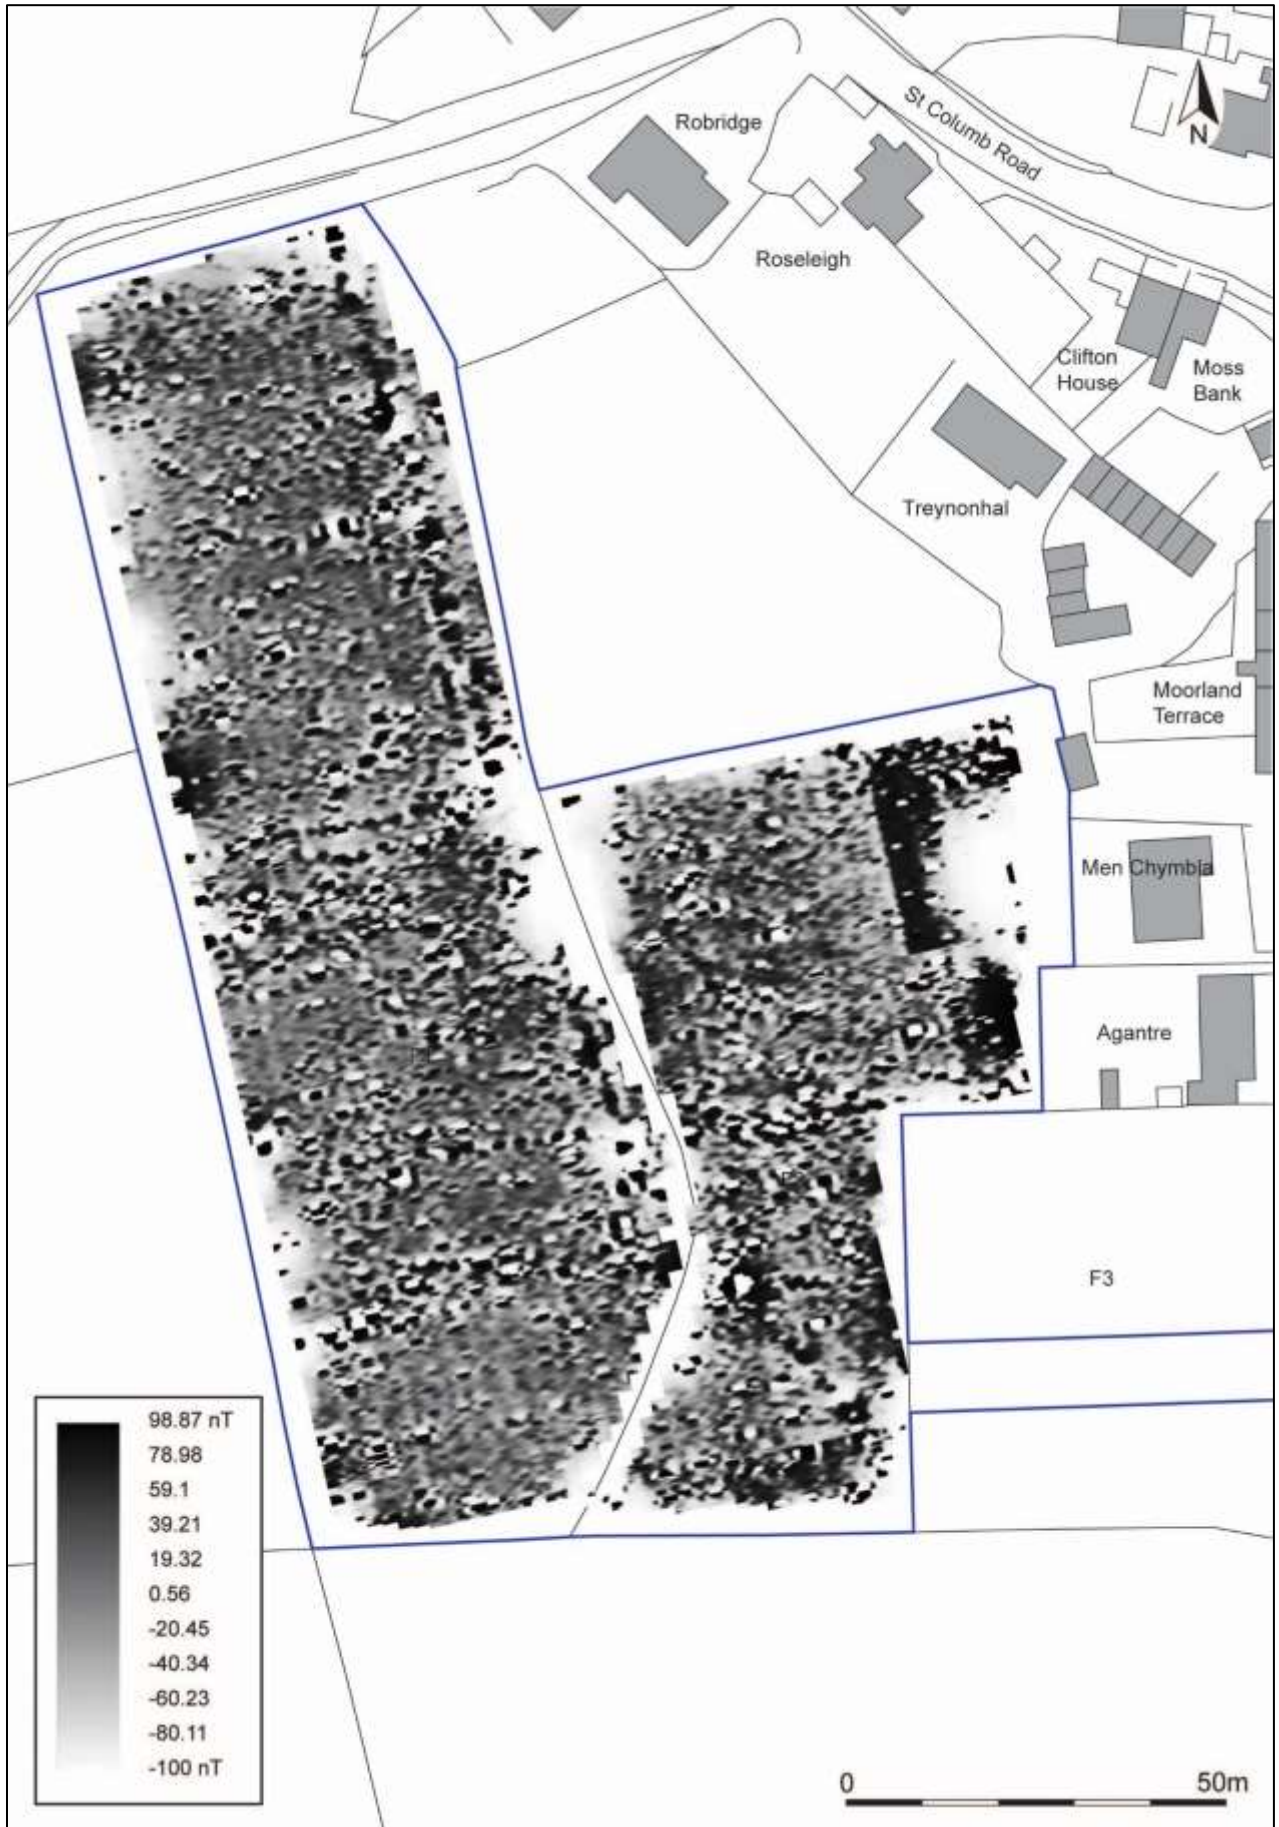 Robridge
St Columb Road
N
Roseleigh
Clifton
House
Moss
Bank
Treynonhal
Moorland
Terrace
Men Chymbla
Agantre
F3
98.87 nT
78.98
59.1
39.21
19.32
0.56
-20.45
-40.34
-60.23
-80.11
-100 nT
0
50m